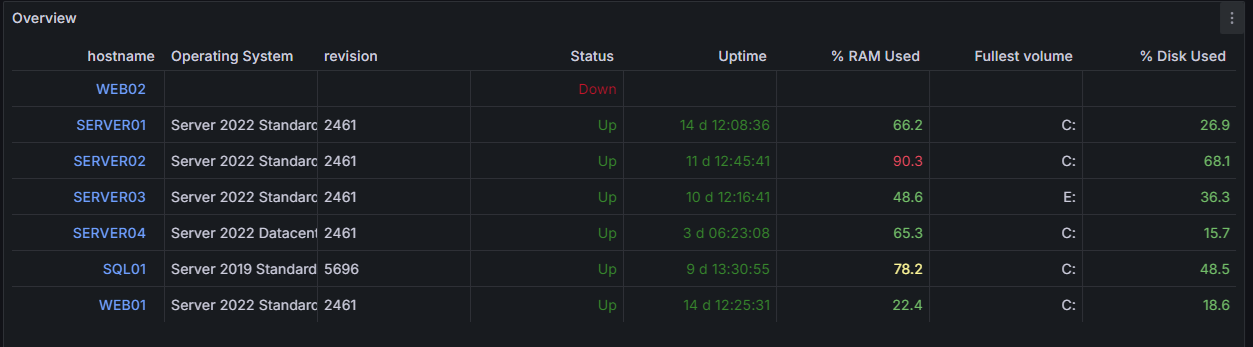 Overview
hostname Operating System revision Status Uptime % RAM Used Fullest volume % Disk Used
WEB02 Down
SERVER01 Server 2022 Standard 2461 Up 14 d 12:08:36 66.2 C: 26.9
SERVER02 Server 2022 Standard 2461 Up 11 d 12:45:41 90.3 C: 68.1
SERVER03 Server 2022 Standard 2461 Up 10 d 12:16:41 48.6 E: 36.3
SERVER04 Server 2022 Datacent 2461 Up 3 d 06:23:08 65.3 C: 15.7
SQL01 Server 2019 Standard 5696 Up 9 d 13:30:55 78.2 C: 48.5
WEB01 Server 2022 Standard 2461 Up 14 d 12:25:31 22.4 C: 18.6